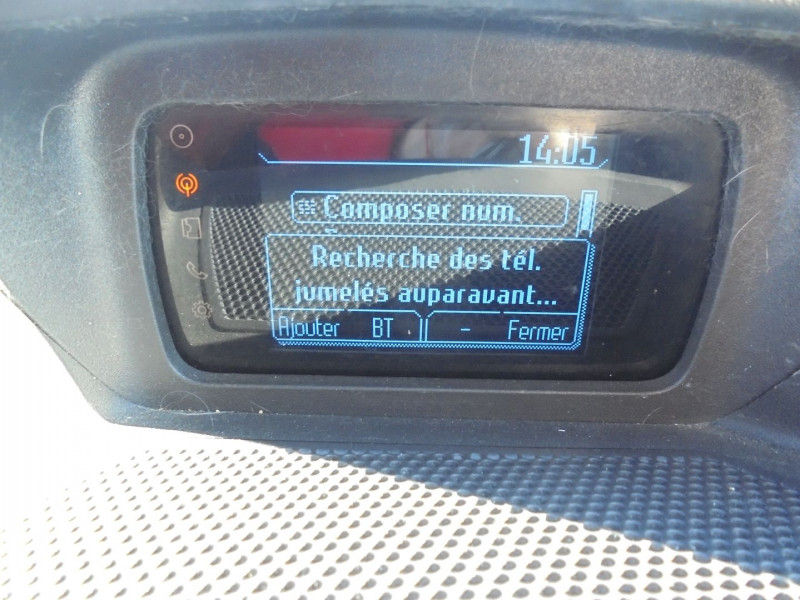 14:05
Composer num.
Recherche des tél.
jumelés auparavant...
Ajouter BT - Fermer